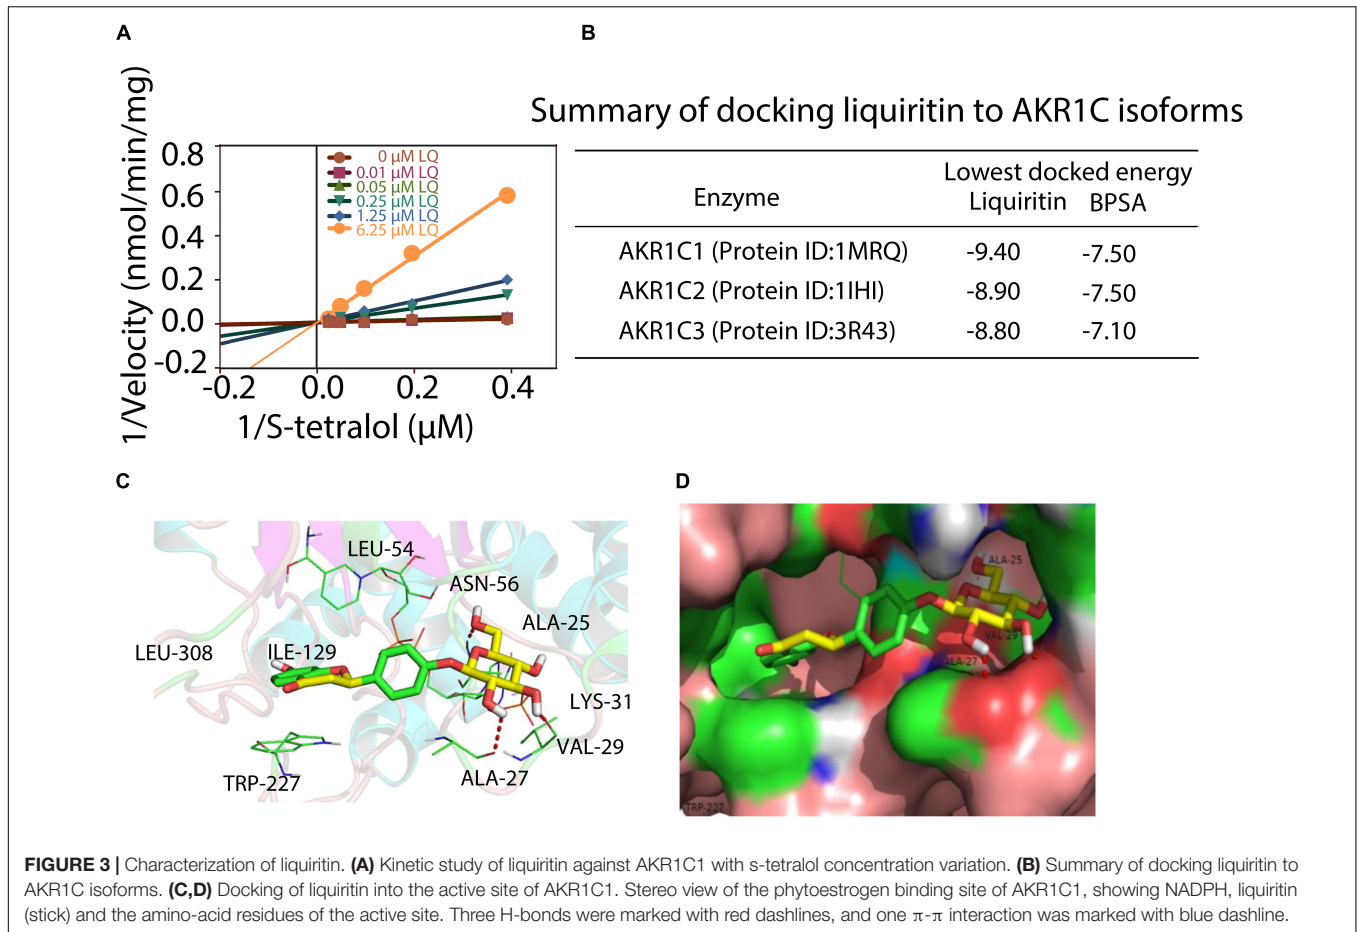 A
B
1/Velocity (nmol/min/mg)
0.8
0.6
0.4
0.2
0.0
-0.2
-0.2
0.0
0.2
0.4
1/S-tetralol (μM)
0 μM LQ
0.01 μM LQ
0.05 μM LQ
0.25 μM LQ
1.25 μM LQ
6.25 μM LQ
Summary of docking liquiritin to AKR1C isoforms
Lowest docked energy
Enzyme Liquiritin BPSA
AKR1C1 (Protein ID:1MRQ) -9.40 -7.50
AKR1C2 (Protein ID:1IHI) -8.90 -7.50
AKR1C3 (Protein ID:3R43) -8.80 -7.10
C
LEU-54
ASN-56
ALA-25
LEU-308
ILE-129
LYS-31
VAL-29
TRP-227
ALA-27
D
ALA-25
VAL-29
ALA-27
TRP-227
FIGURE 3 | Characterization of liquiritin. (A) Kinetic study of liquiritin against AKR1C1 with s-tetralol concentration variation. (B) Summary of docking liquiritin to
AKR1C isoforms. (C,D) Docking of liquiritin into the active site of AKR1C1. Stereo view of the phytoestrogen binding site of AKR1C1, showing NADPH, liquiritin
(stick) and the amino-acid residues of the active site. Three H-bonds were marked with red dashlines, and one π-π interaction was marked with blue dashline.